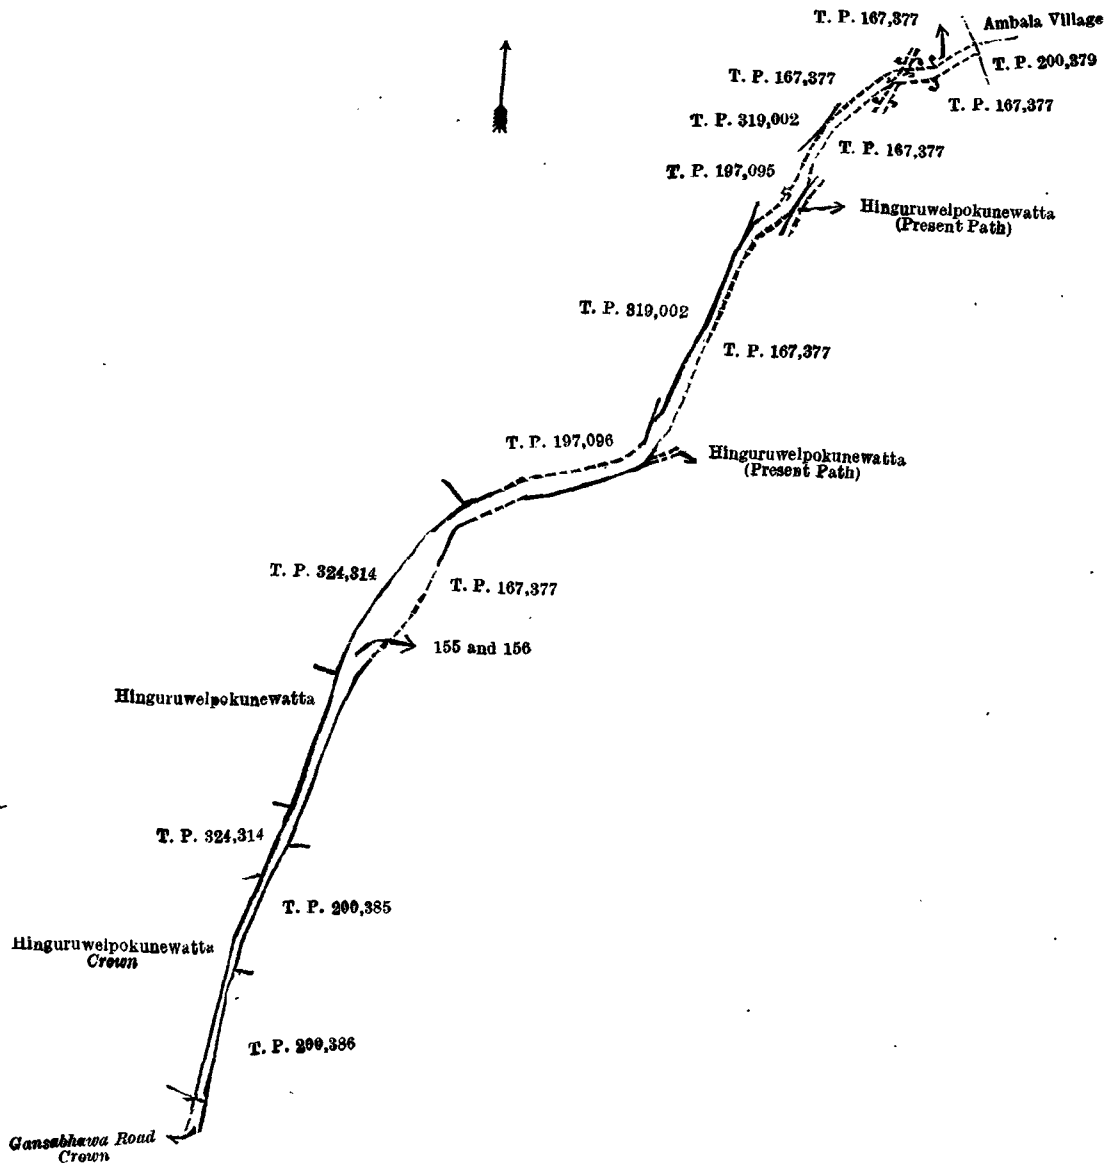 T. P. 167,377
Ambala Village
T. P. 200,379
T. P. 167,377
T. P. 167,377
T. P. 319,002
T. P. 167,377
T. P. 197,095
Hinguruwelpokunewatta
(Present Path)
T. P. 319,002
T. P. 167,377
T. P. 197,096
Hinguruwelpokunewatta
(Present Path)
T. P. 324,314
T. P. 167,377
155 and 156
Hinguruwelpokunewatta
T. P. 324,314
T. P. 200,385
Hinguruwelpokunewatta
Crown
T. P. 200,386
Gansabhawa Road
Crown